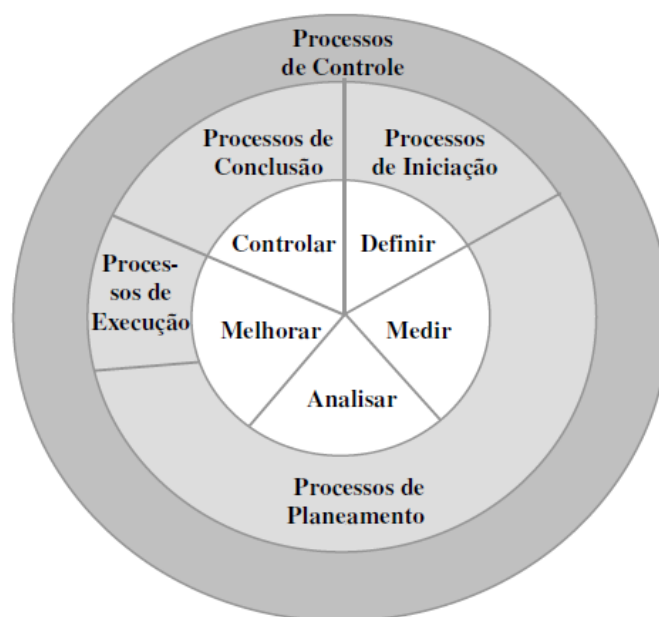 Processos
de Controle
Processos de
Conclusão
Processos
de Iniciação
Controlar
Definir
Proces-
sos de
Execução
Melhorar
Medir
Analisar
Processos de
Planeamento